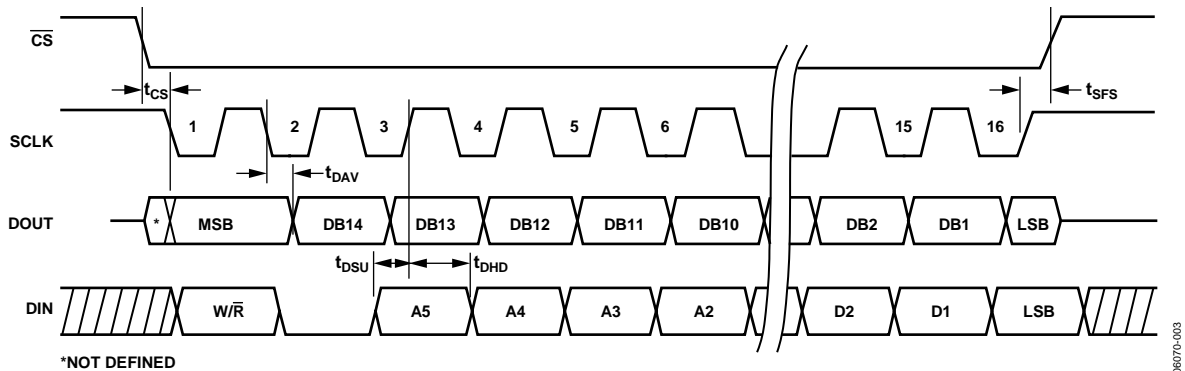 CS
tCS
tSFS
SCLK
1 2 3 4 5 6 15 16
tDAV
DOUT
* MSB DB14 DB13 DB12 DB11 DB10 DB2 DB1 LSB
tDSU tDHD
DIN
W/R A5 A4 A3 A2 D2 D1 LSB
*NOT DEFINED
06070-003